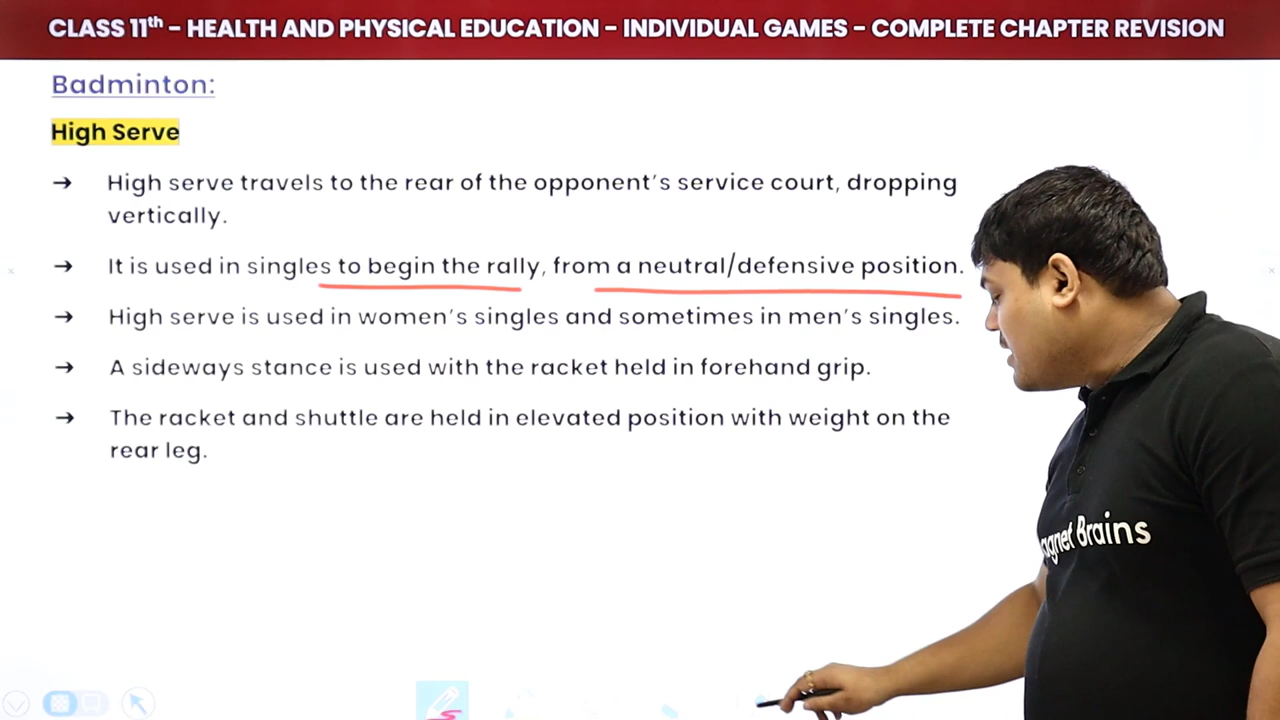 CLASS 11th - HEALTH AND PHYSICAL EDUCATION - INDIVIDUAL GAMES - COMPLETE CHAPTER REVISION
Badminton:
High Serve
→ High serve travels to the rear of the opponent's service court, dropping
vertically.
→ It is used in singles to begin the rally, from a neutral/defensive position.
→ High serve is used in women's singles and sometimes in men's singles.
→ A sideways stance is used with the racket held in forehand grip.
→ The racket and shuttle are held in elevated position with weight on the
rear leg.
Brains